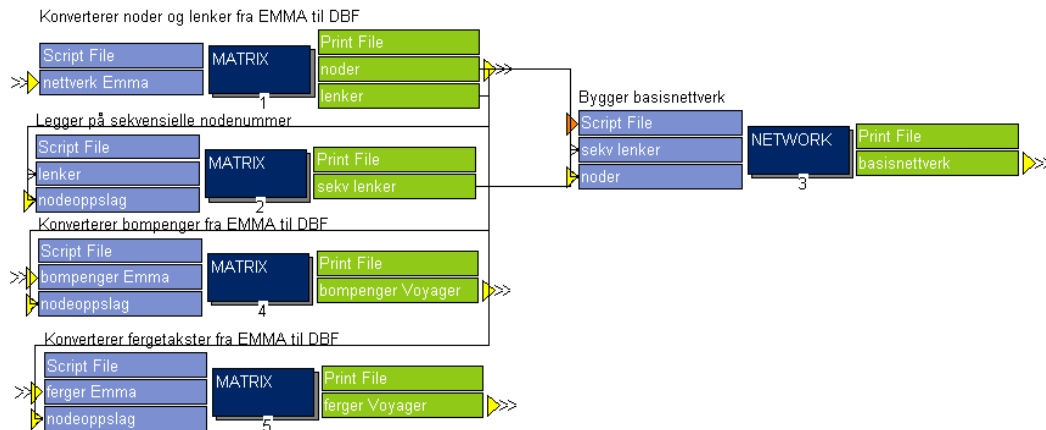 Konverterer noder og lenker fra EMMA til DBF
Script File
nettverk Emma
MATRIX
1
Print File
noder
lenker
Legger på sekvensielle nodenummer
Script File
lenker
nodeoppslag
MATRIX
2
Print File
sekv lenker
Bygger basisnettverk
Script File
sekv lenker
noder
NETWORK
3
Print File
basisnettverk
Konverterer bompenger fra EMMA til DBF
Script File
bompenger Emma
nodeoppslag
MATRIX
4
Print File
bompenger Voyager
Konverterer fergetakster fra EMMA til DBF
Script File
ferger Emma
nodeoppslag
MATRIX
5
Print File
ferger Voyager